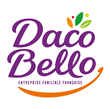 Daco
Bello
ENTREPRISE FAMILIALE FRANÇAISE